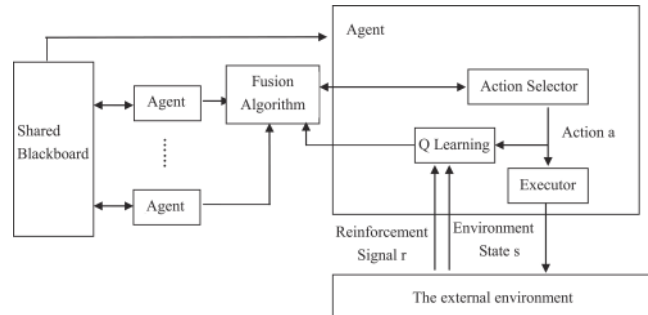 Agent
Fusion
Algorithm
Agent
Action Selector
Shared
Blackboard
Action a
Q Learning
Agent
Executor
Reinforcement
Signal r
Environment
State s
The external environment